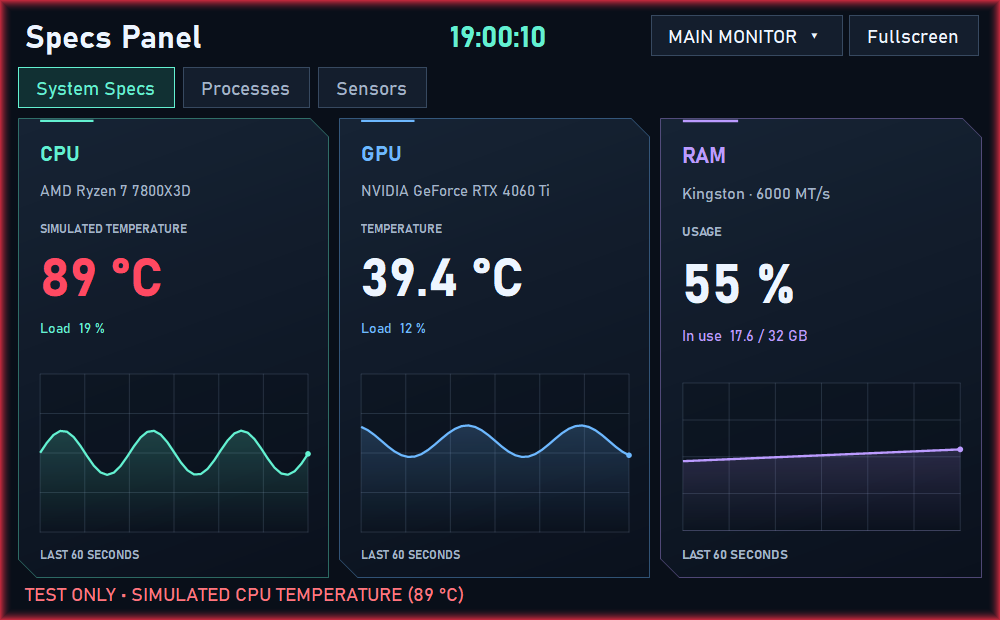 Specs Panel
19:00:10
MAIN MONITOR
Fullscreen
System Specs
Processes
Sensors
CPU
AMD Ryzen 7 7800X3D
SIMULATED TEMPERATURE
89 °C
Load 19 %
LAST 60 SECONDS
GPU
NVIDIA GeForce RTX 4060 Ti
TEMPERATURE
39.4 °C
Load 12 %
LAST 60 SECONDS
RAM
Kingston · 6000 MT/s
USAGE
55 %
In use 17.6 / 32 GB
LAST 60 SECONDS
TEST ONLY · SIMULATED CPU TEMPERATURE (89 °C)